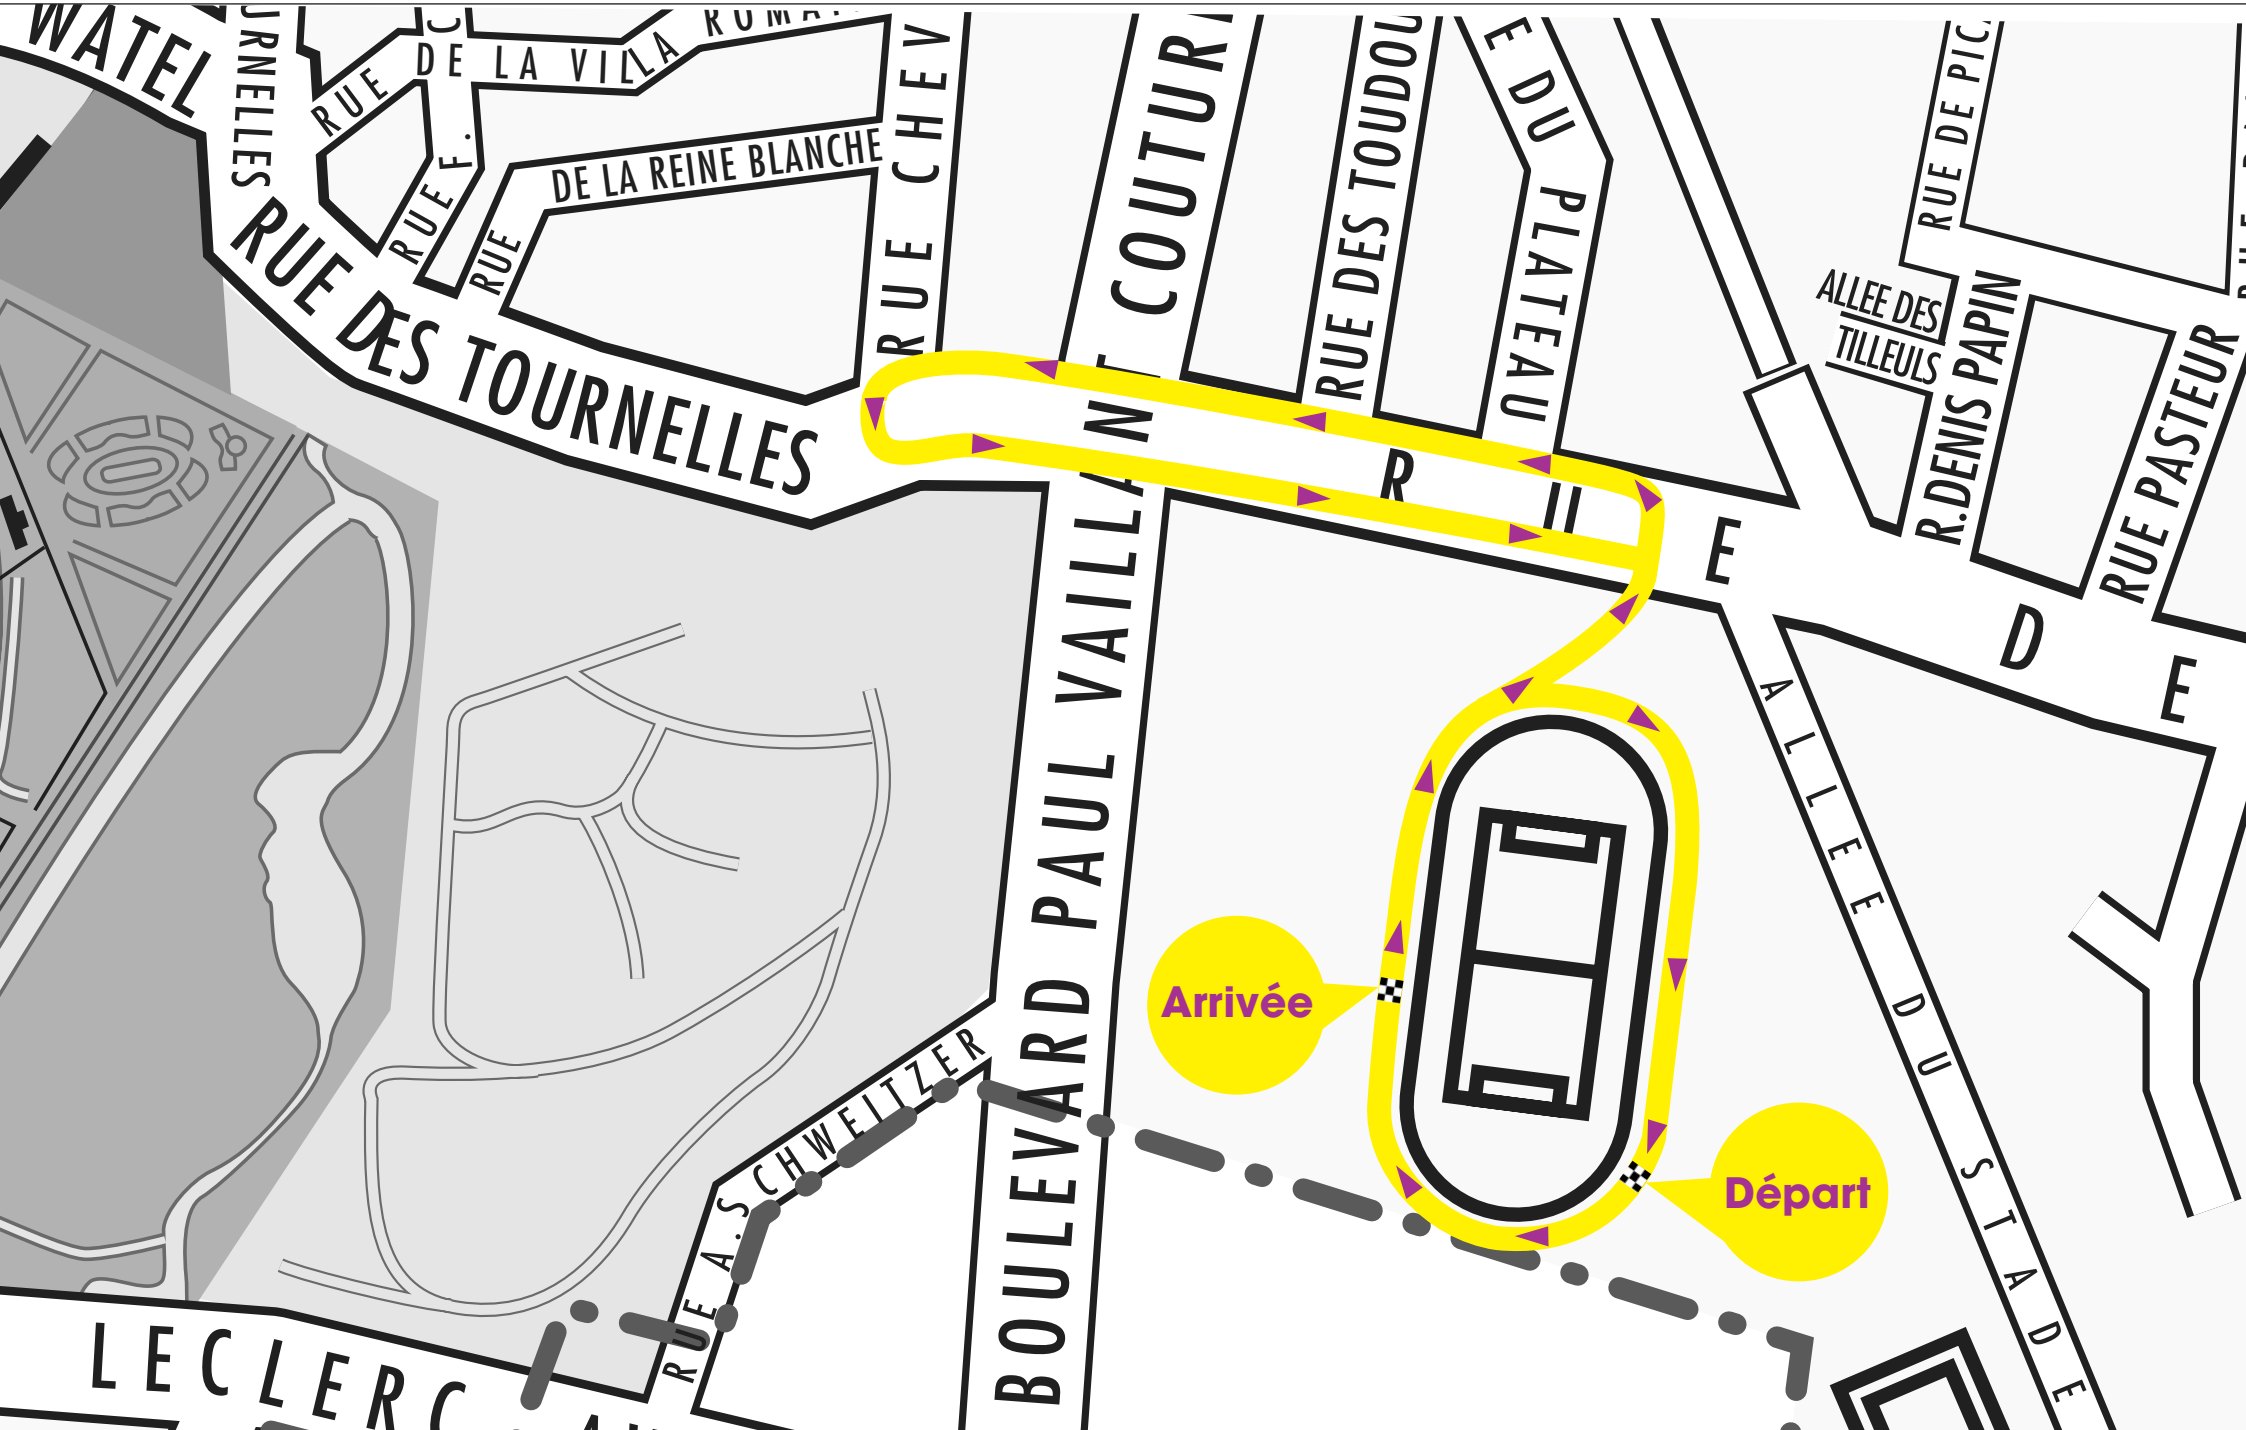 WATEL
RUE DES TOURNELLES
RUE DE LA VILLA
RUE F. C
RUE DE LA REINE BLANCHE
RUE CHEV
BOULEVARD PAUL VAILLANT COUTUR
RUE DES TOUDOU
E DU PLATEAU
RUE DE PIC
ALLEE DES
TILLEULS
R.DENIS PAPIN
RUE PASTEUR
R E D E
ALLEE DU STADE
Arrivée
Départ
RUE A. SCHWEITZER
LECLERC